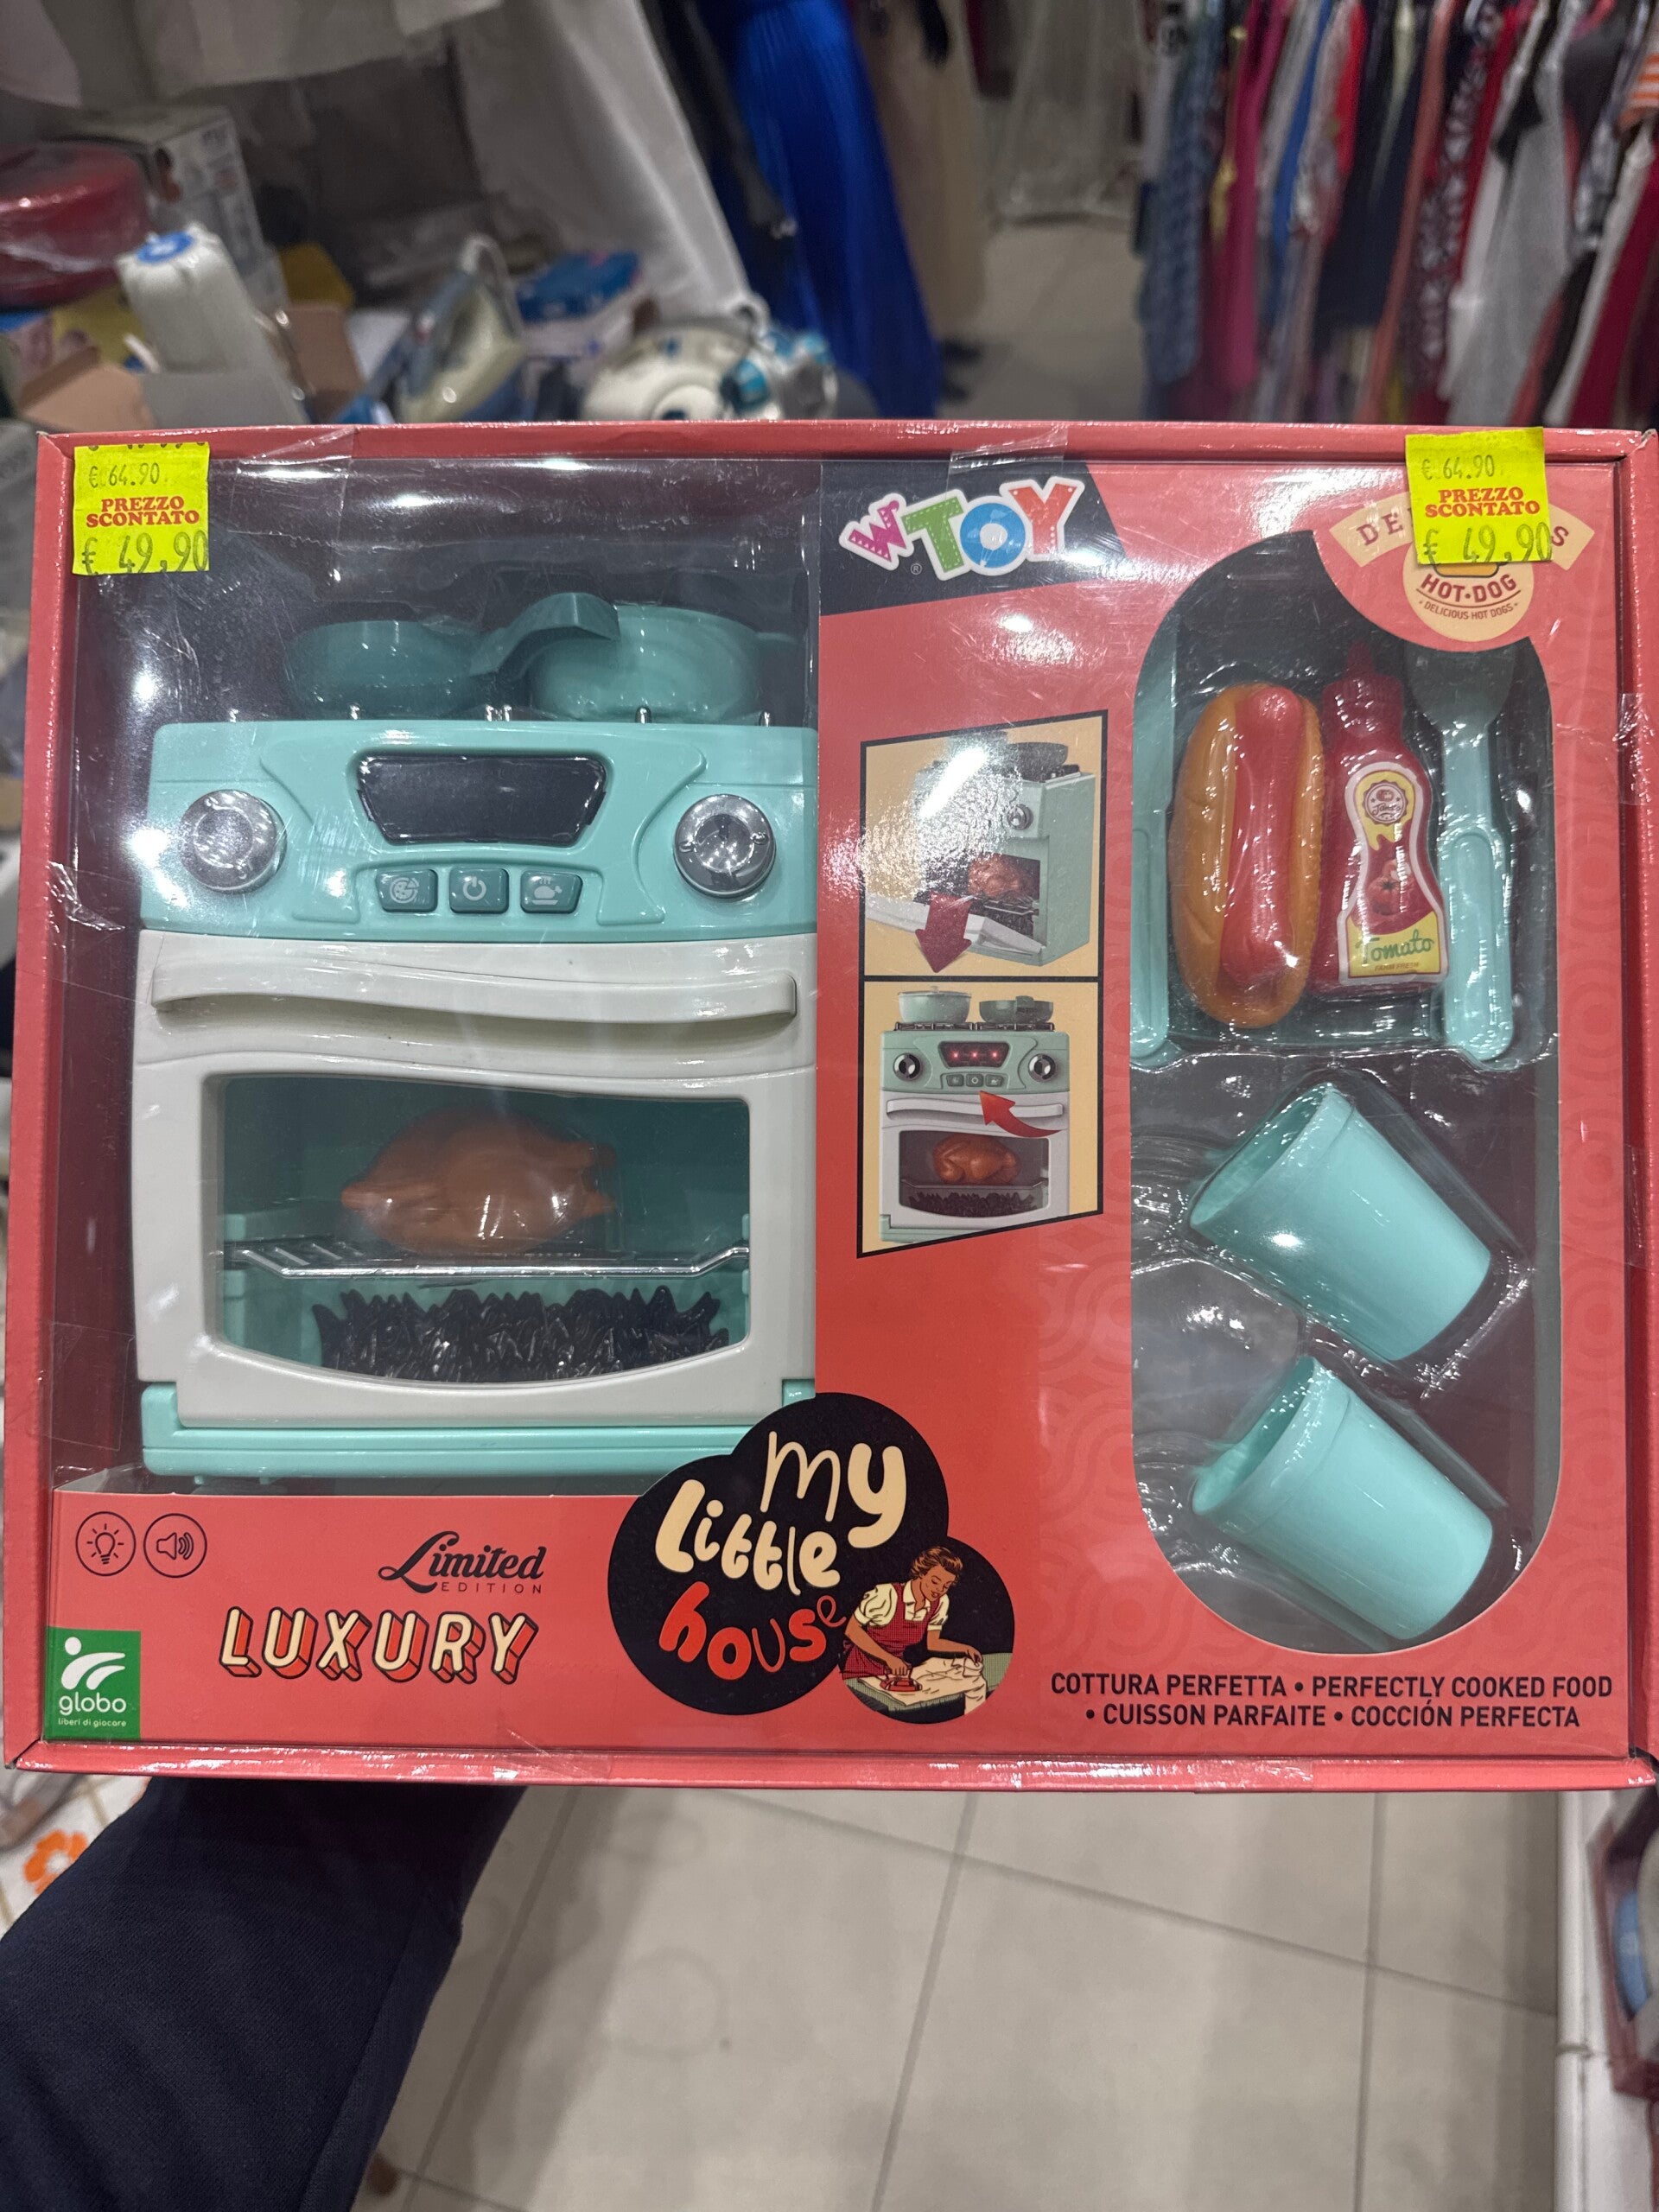 € 64.90
PREZZO
SCONTATO
€ 49,90
WTOY
®
€ 64.90
PREZZO
SCONTATO
€ 49,90
HOT·DOG
• DELICIOUS HOT DOGS •
Tomato
my
little
house
Limited
EDITION
LUXURY
globo
liberi di giocare
COTTURA PERFETTA • PERFECTLY COOKED FOOD
• CUISSON PARFAITE • COCCIÓN PERFECTA